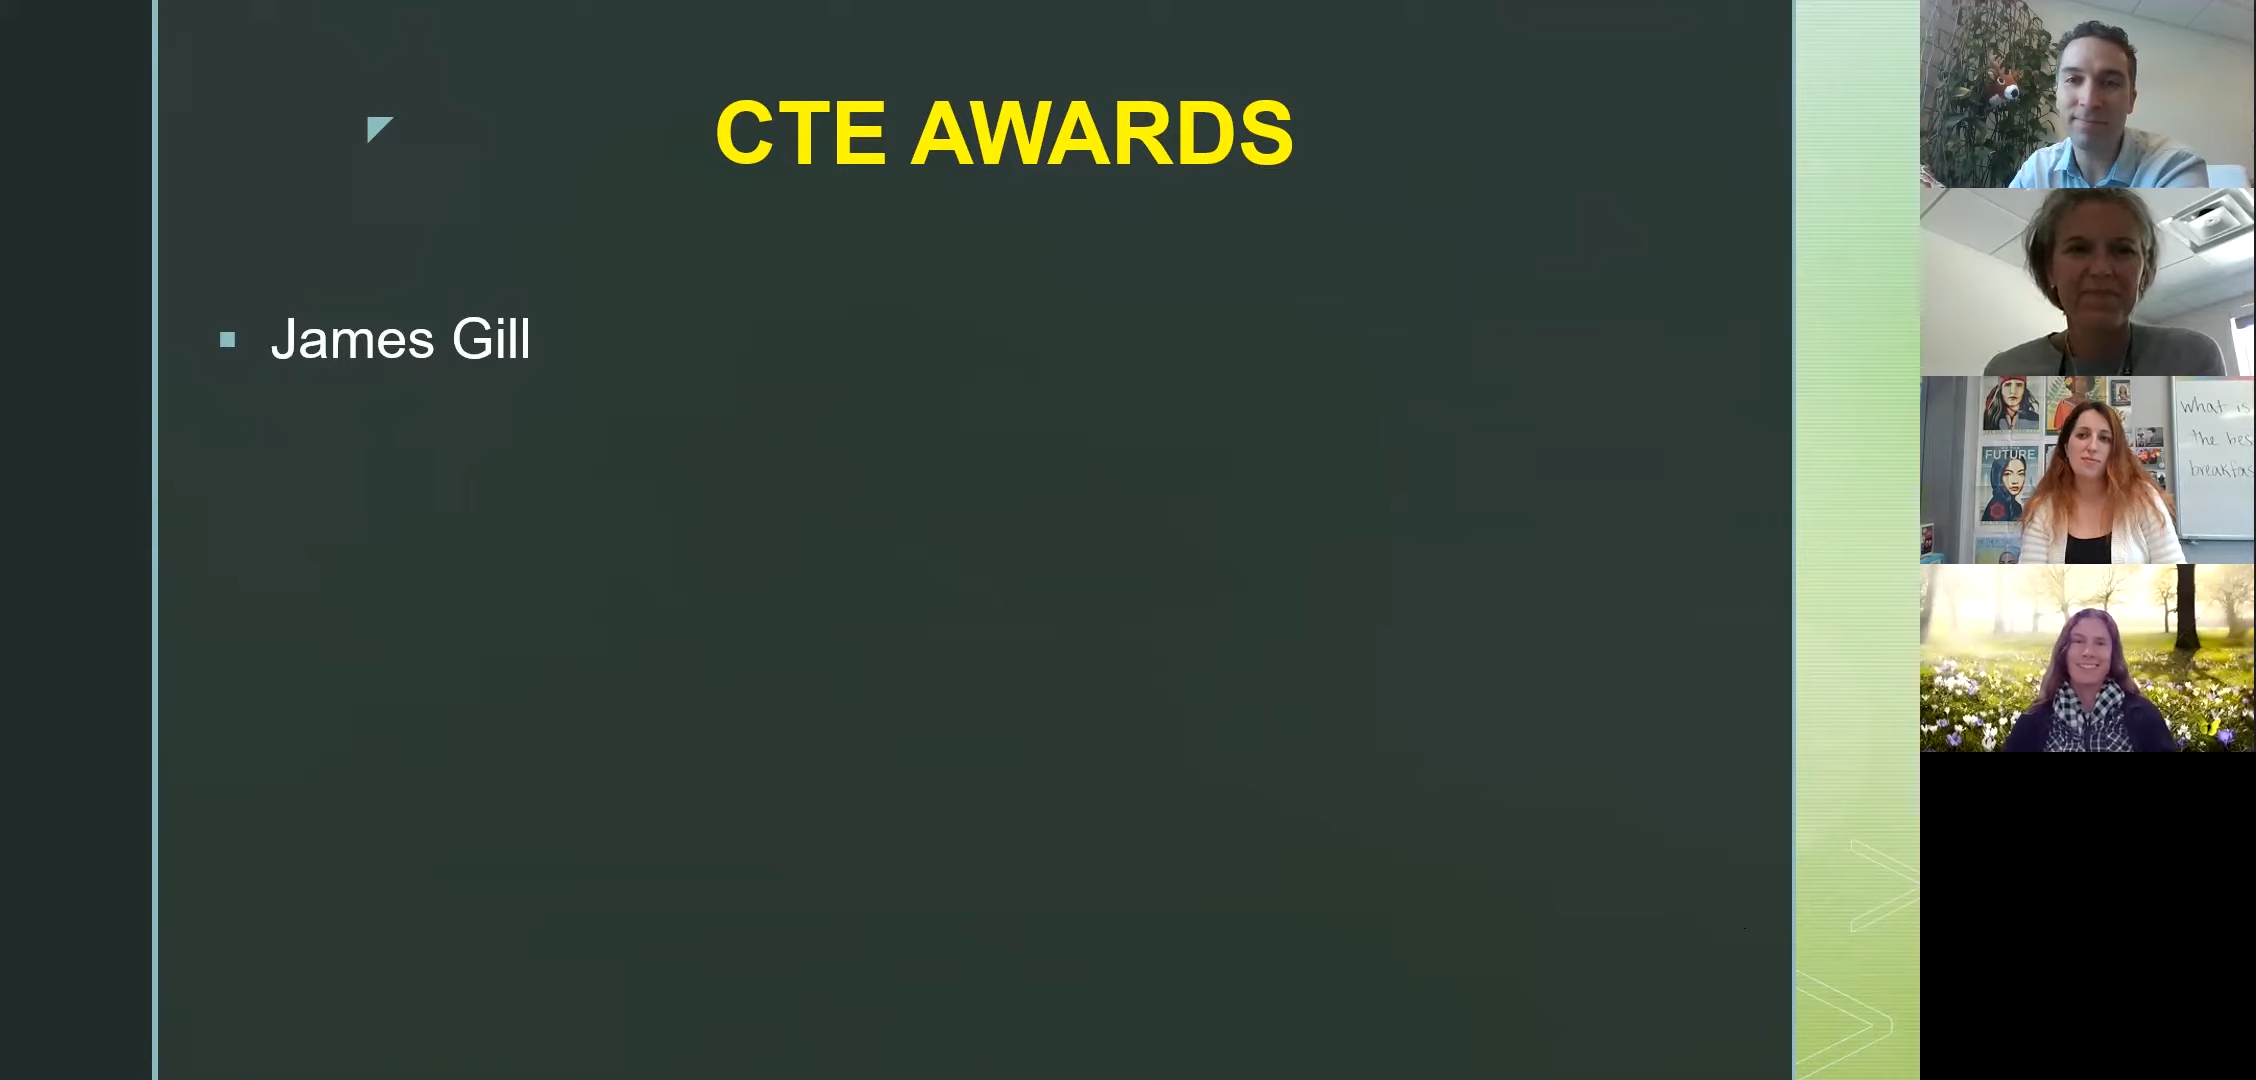 CTE AWARDS
James Gill
FUTURE
what is
the bes
breakfas